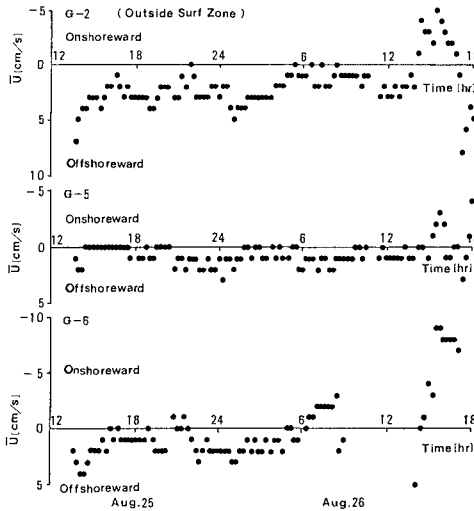 -5
G-2 (Outside Surf Zone)
Onshoreward
12 18 24 6 12 18
0
U [cm/s]
Time [hr]
5
Offshoreward
10
-5
G-5
Onshoreward
12 18 24 6 12 18
0
U [cm/s]
Time [hr]
Offshoreward
5
-10
G-6
-5
Onshoreward
U [cm/s]
12 18 24 6 12 18
0
Time [hr]
5
Offshoreward
Aug.25 Aug.26